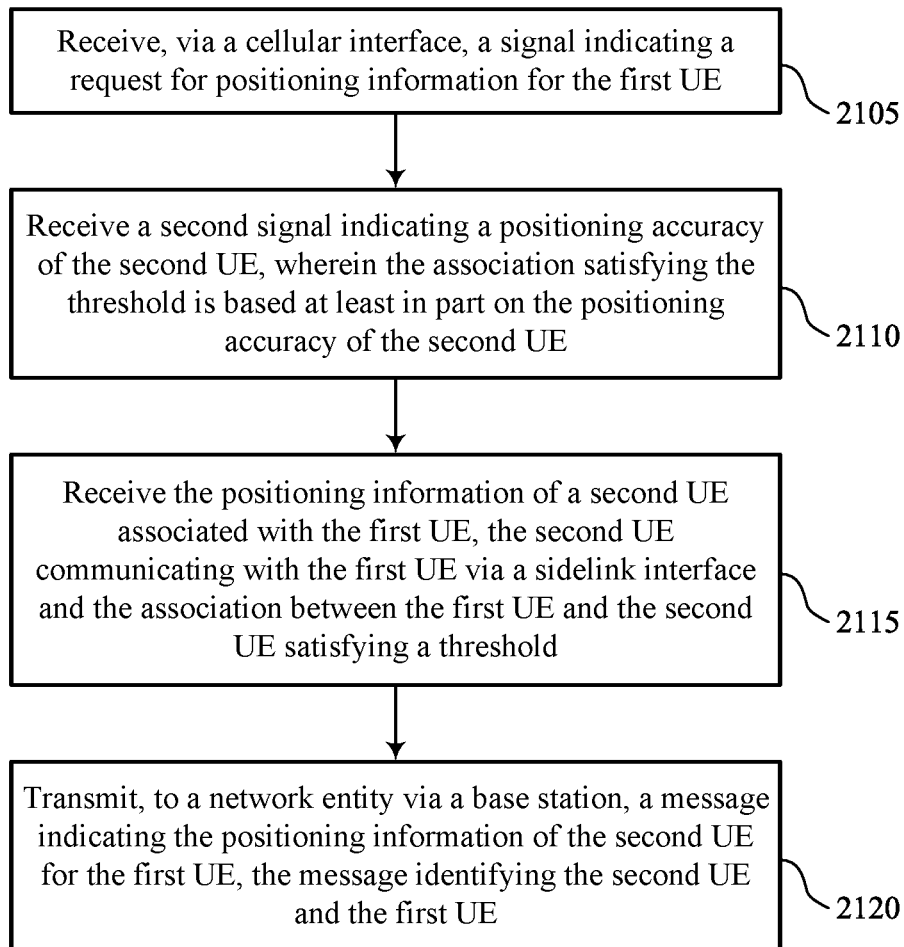 Receive, via a cellular interface, a signal indicating a
request for positioning information for the first UE
2105
Receive a second signal indicating a positioning accuracy
of the second UE, wherein the association satisfying the
threshold is based at least in part on the positioning
accuracy of the second UE
2110
Receive the positioning information of a second UE
associated with the first UE, the second UE
communicating with the first UE via a sidelink interface
and the association between the first UE and the second
UE satisfying a threshold
2115
Transmit, to a network entity via a base station, a message
indicating the positioning information of the second UE
for the first UE, the message identifying the second UE
and the first UE
2120